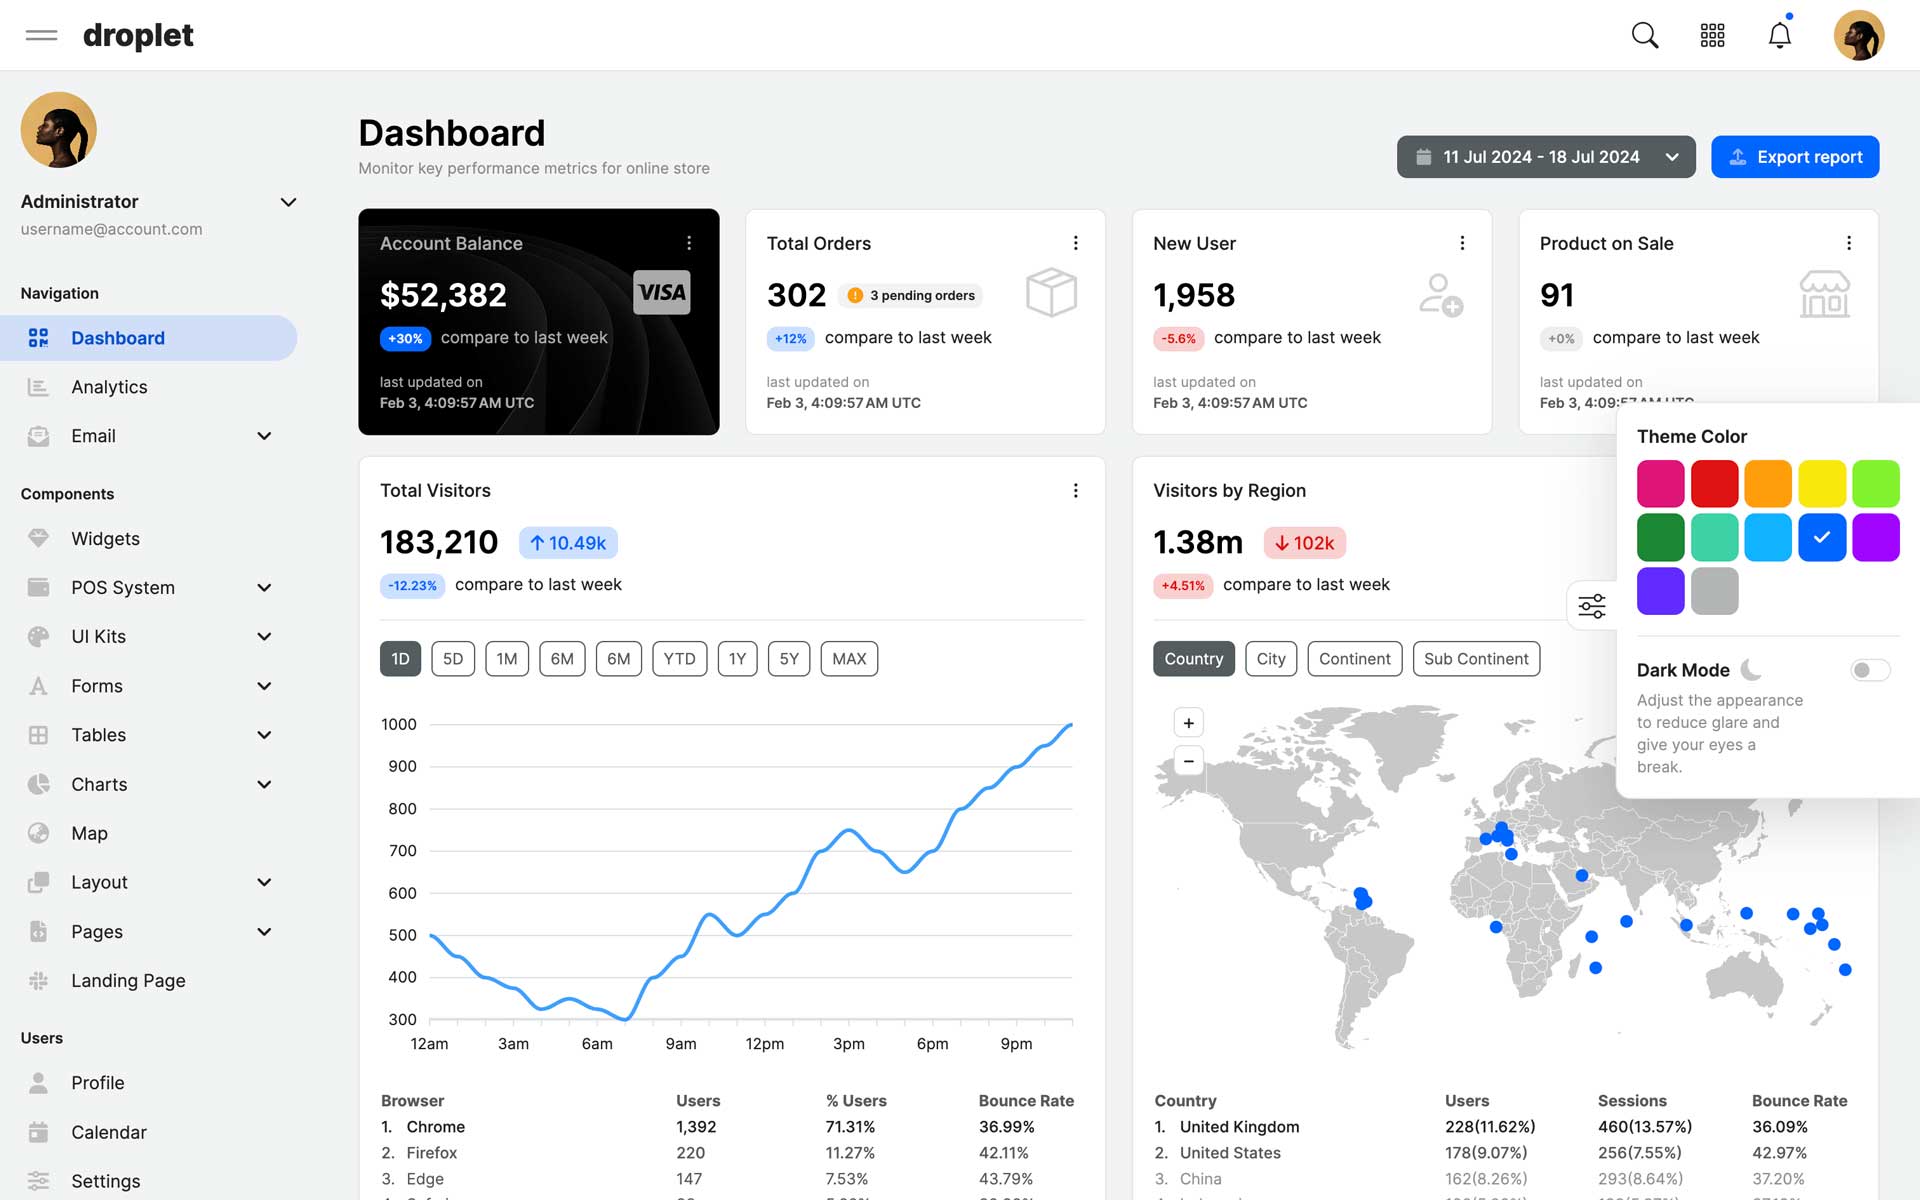 droplet
Administrator
username@account.com
Navigation
Dashboard
Analytics
Email
Components
Widgets
POS System
UI Kits
Forms
Tables
Charts
Map
Layout
Pages
Landing Page
Users
Profile
Calendar
Settings
Dashboard
Monitor key performance metrics for online store
11 Jul 2024 - 18 Jul 2024
Export report
Account Balance
$52,382
VISA
+30% compare to last week
last updated on
Feb 3, 4:09:57 AM UTC
Total Orders
302 3 pending orders
+12% compare to last week
last updated on
Feb 3, 4:09:57 AM UTC
New User
1,958
-5.6% compare to last week
last updated on
Feb 3, 4:09:57 AM UTC
Product on Sale
91
+0% compare to last week
last updated on
Feb 3, 4:09:57 AM UTC
Total Visitors
183,210 10.49k
-12.23% compare to last week
1D 5D 1M 6M 6M YTD 1Y 5Y MAX
1000
900
800
700
600
500
400
300
12am 3am 6am 9am 12pm 3pm 6pm 9pm
Browser Users % Users Bounce Rate
1. Chrome 1,392 71.31% 36.99%
2. Firefox 220 11.27% 42.11%
3. Edge 147 7.53% 43.79%
Visitors by Region
1.38m 102k
+4.51% compare to last week
Country City Continent Sub Continent
+
−
Country Users Sessions Bounce Rate
1. United Kingdom 228(11.62%) 460(13.57%) 36.09%
2. United States 178(9.07%) 256(7.55%) 42.97%
3. China 162(8.26%) 293(8.64%) 37.20%
Theme Color
Dark Mode
Adjust the appearance
to reduce glare and
give your eyes a
break.